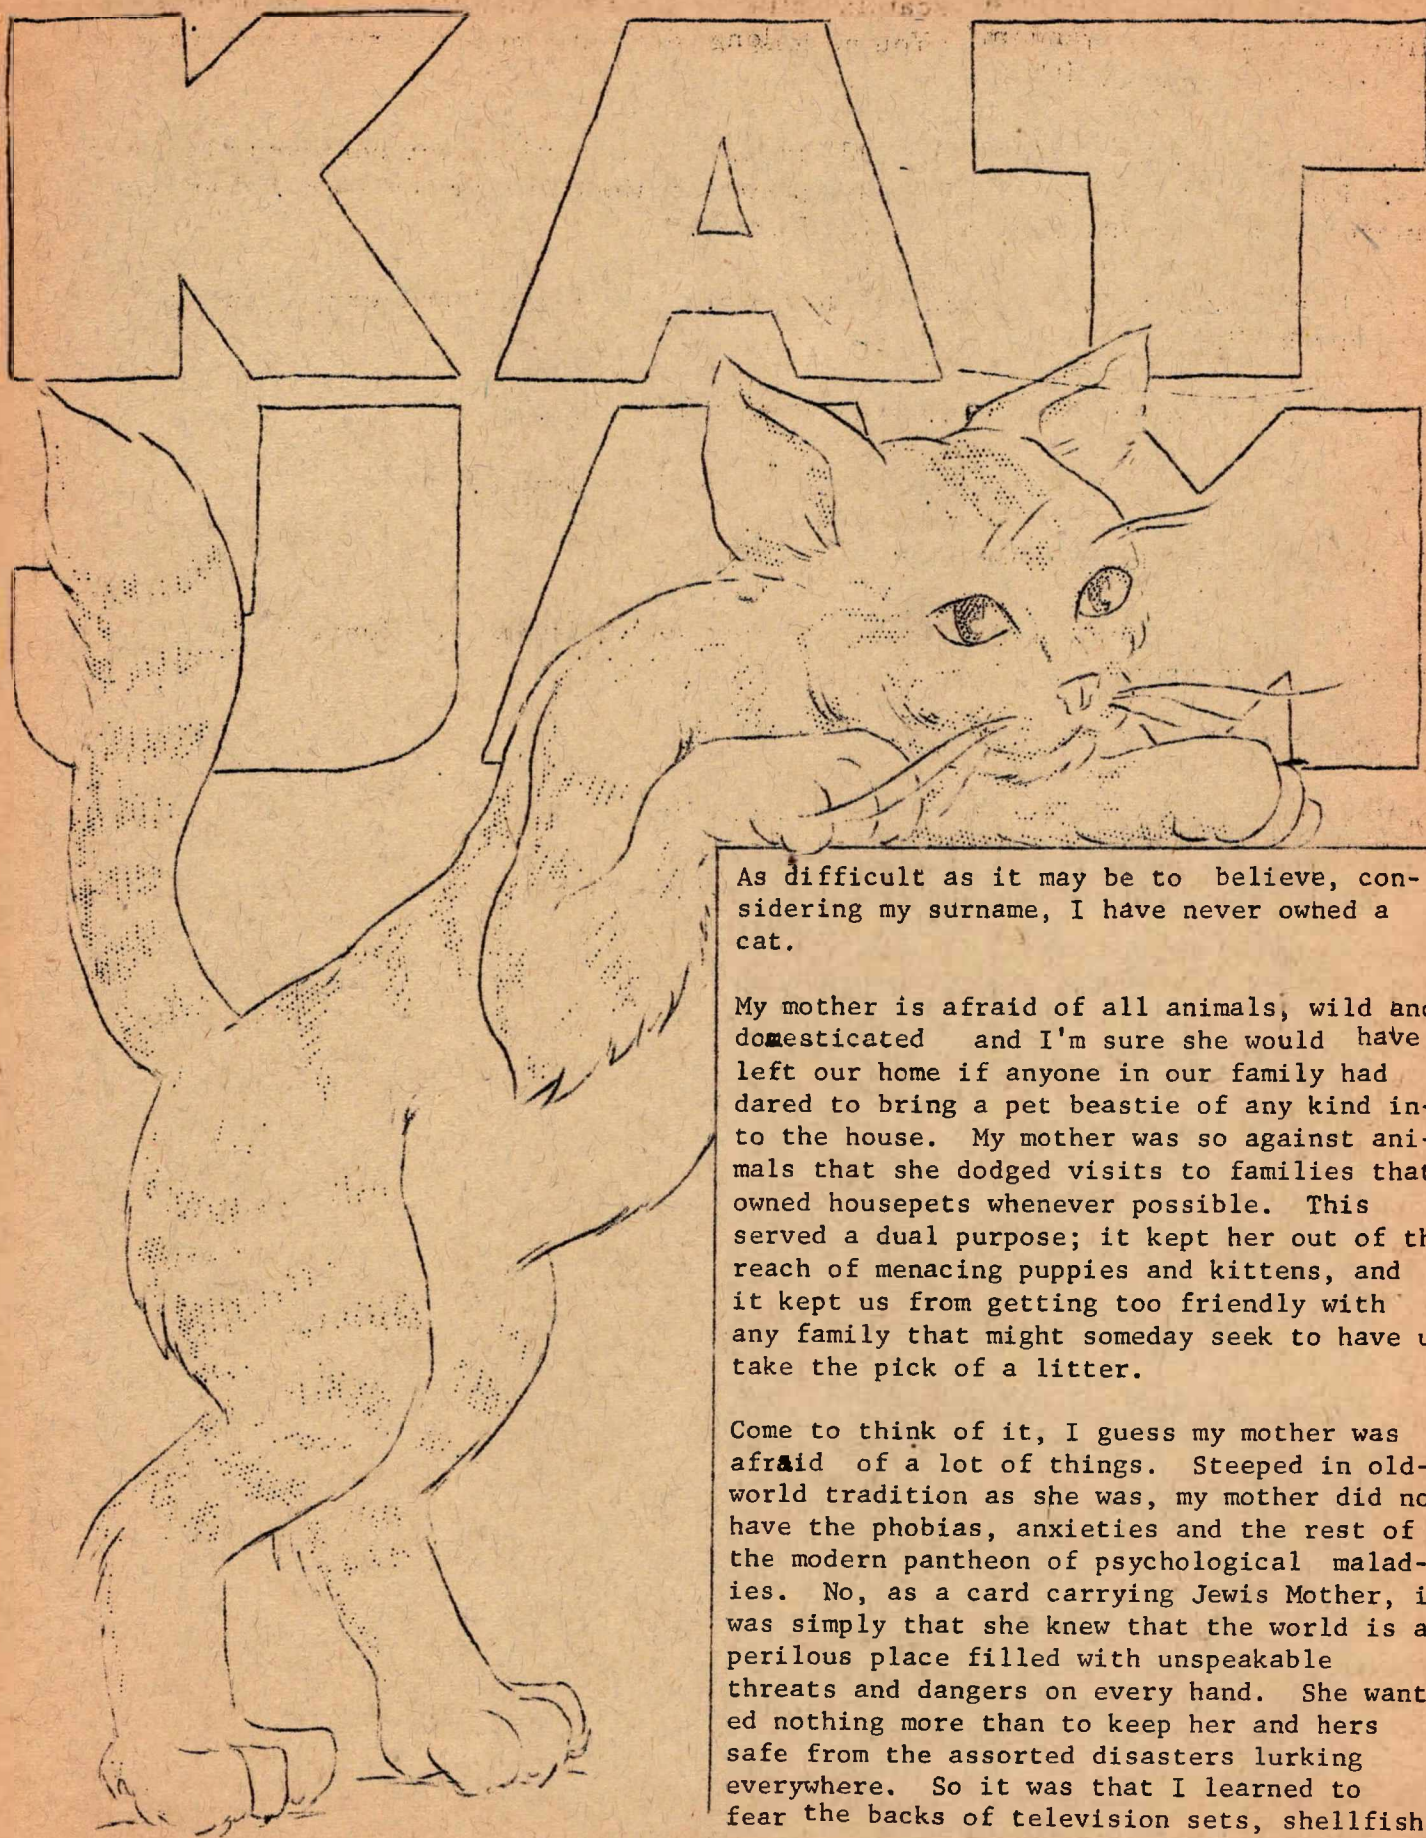 KAT
JAM
As difficult as it may be to believe, con-
sidering my surname, I have never owned a
cat.
My mother is afraid of all animals, wild and
domesticated and I'm sure she would have
left our home if anyone in our family had
dared to bring a pet beastie of any kind in-
to the house. My mother was so against ani-
mals that she dodged visits to families that
owned housepets whenever possible. This
served a dual purpose; it kept her out of th
reach of menacing puppies and kittens, and
it kept us from getting too friendly with
any family that might someday seek to have u
take the pick of a litter.
Come to think of it, I guess my mother was
afraid of a lot of things. Steeped in old-
world tradition as she was, my mother did no
have the phobias, anxieties and the rest of
the modern pantheon of psychological malad-
ies. No, as a card carrying Jewis Mother, i
was simply that she knew that the world is a
perilous place filled with unspeakable
threats and dangers on every hand. She want
ed nothing more than to keep her and hers
safe from the assorted disasters lurking
everywhere. So it was that I learned to
fear the backs of television sets, shellfish